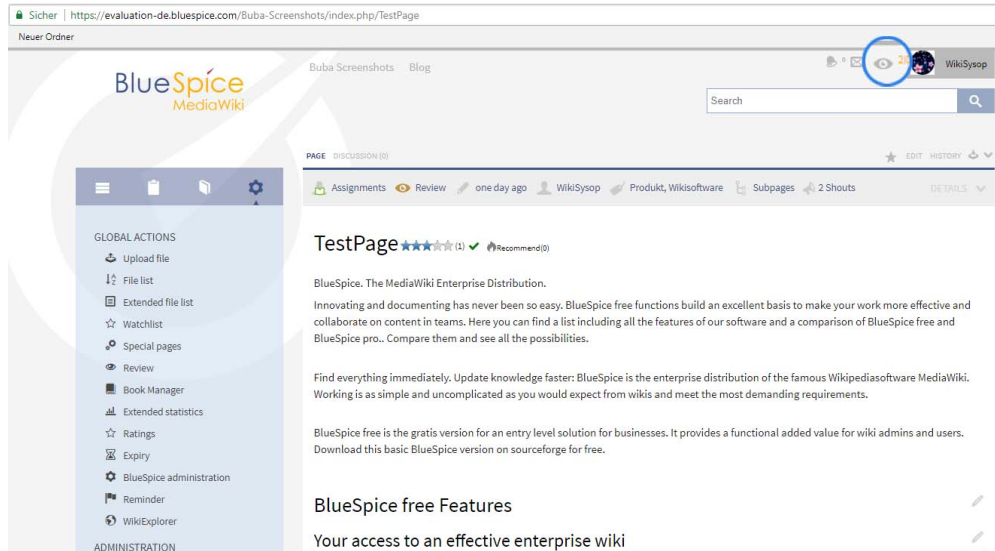 Sicher | https://evaluation-de.bluespice.com/Buba-Screenshots/index.php/TestPage
Neuer Ordner
BlueSpice
MediaWiki
Buba Screenshots Blog
WikiSysop
Search
PAGE DISCUSSION (0)
EDIT HISTORY
Assignments Review one day ago WikiSysop Produkt, Wikisoftware Subpages 2 Shouts DETAILS
GLOBAL ACTIONS
Upload file
File list
Extended file list
Watchlist
Special pages
Review
Book Manager
Extended statistics
Ratings
Expiry
BlueSpice administration
Reminder
WikiExplorer
ADMINISTRATION
TestPage (1) Recommend(0)
BlueSpice. The MediaWiki Enterprise Distribution.
Innovating and documenting has never been so easy. BlueSpice free functions build an excellent basis to make your work more effective and
collaborate on content in teams. Here you can find a list including all the features of our software and a comparison of BlueSpice free and
BlueSpice pro.. Compare them and see all the possibilities.
Find everything immediately. Update knowledge faster: BlueSpice is the enterprise distribution of the famous Wikipediasoftware MediaWiki.
Working is as simple and uncomplicated as you would expect from wikis and meet the most demanding requirements.
BlueSpice free is the gratis version for an entry level solution for businesses. It provides a functional added value for wiki admins and users.
Download this basic BlueSpice version on sourceforge for free.
BlueSpice free Features
Your access to an effective enterprise wiki